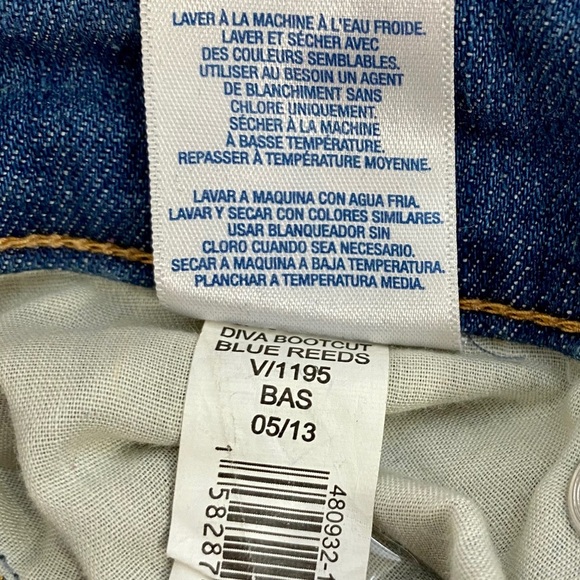 LAVER À LA MACHINE À L'EAU FROIDE.
LAVER ET SÉCHER AVEC
DES COULEURS SEMBLABLES.
UTILISER AU BESOIN UN AGENT
DE BLANCHIMENT SANS
CHLORE UNIQUEMENT.
SÉCHER À LA MACHINE
À BASSE TEMPÉRATURE.
REPASSER À TEMPÉRATURE MOYENNE.
LAVAR A MAQUINA CON AGUA FRIA.
LAVAR Y SECAR CON COLORES SIMILARES.
USAR BLANQUEADOR SIN
CLORO CUANDO SEA NECESARIO.
SECAR A MAQUINA A BAJA TEMPERATURA.
PLANCHAR A TEMPERATURA MEDIA.
DIVA BOOTCUT
BLUE REEDS
V/1195
BAS
05/13
480932-1
1 58287